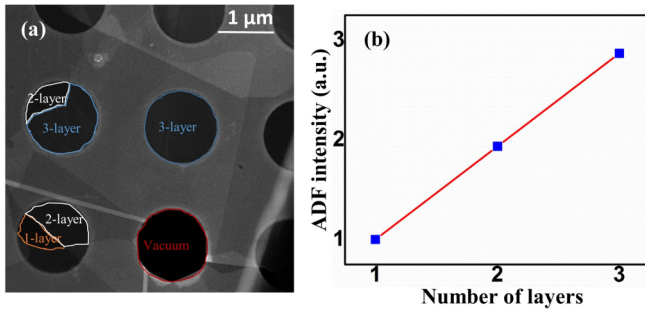 (a)
1 μm
2-layer
3-layer
3-layer
2-layer
1-layer
Vacuum
(b)
ADF intensity (a.u.)
3
2
1
1 2 3
Number of layers